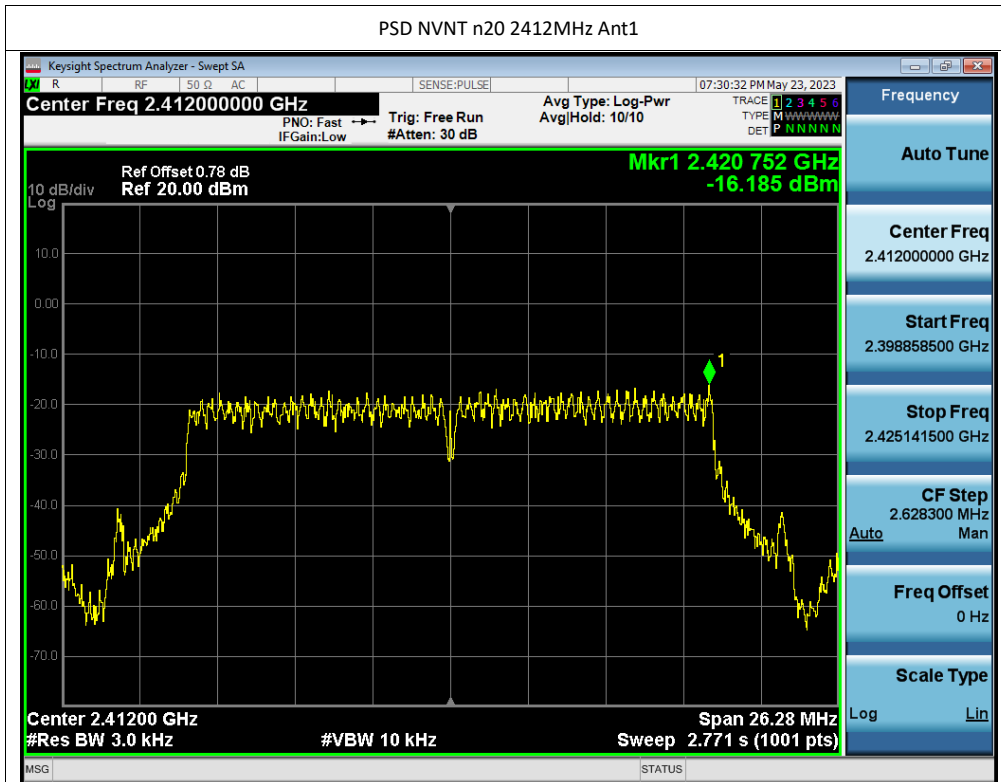 PSD NVNT n20 2412MHz Ant1
Keysight Spectrum Analyzer - Swept SA
LXI R RF 50 Ω AC SENSE:PULSE 07:30:32 PM May 23, 2023
Center Freq 2.412000000 GHz
PNO: Fast
IFGain:Low
Trig: Free Run
#Atten: 30 dB
Avg Type: Log-Pwr
Avg|Hold: 10/10
TRACE 1 2 3 4 5 6
TYPE M WWWWW
DET P N N N N N
Frequency
Auto Tune
Center Freq
2.412000000 GHz
Start Freq
2.398858500 GHz
Stop Freq
2.425141500 GHz
CF Step
2.628300 MHz
Auto Man
Freq Offset
0 Hz
Scale Type
Log Lin
Mkr1 2.420 752 GHz
-16.185 dBm
Ref Offset 0.78 dB
10 dB/div Ref 20.00 dBm
Log
10.0
0.00
-10.0
-20.0
-30.0
-40.0
-50.0
-60.0
-70.0
1
Center 2.41200 GHz Span 26.28 MHz
#Res BW 3.0 kHz #VBW 10 kHz Sweep 2.771 s (1001 pts)
MSG STATUS